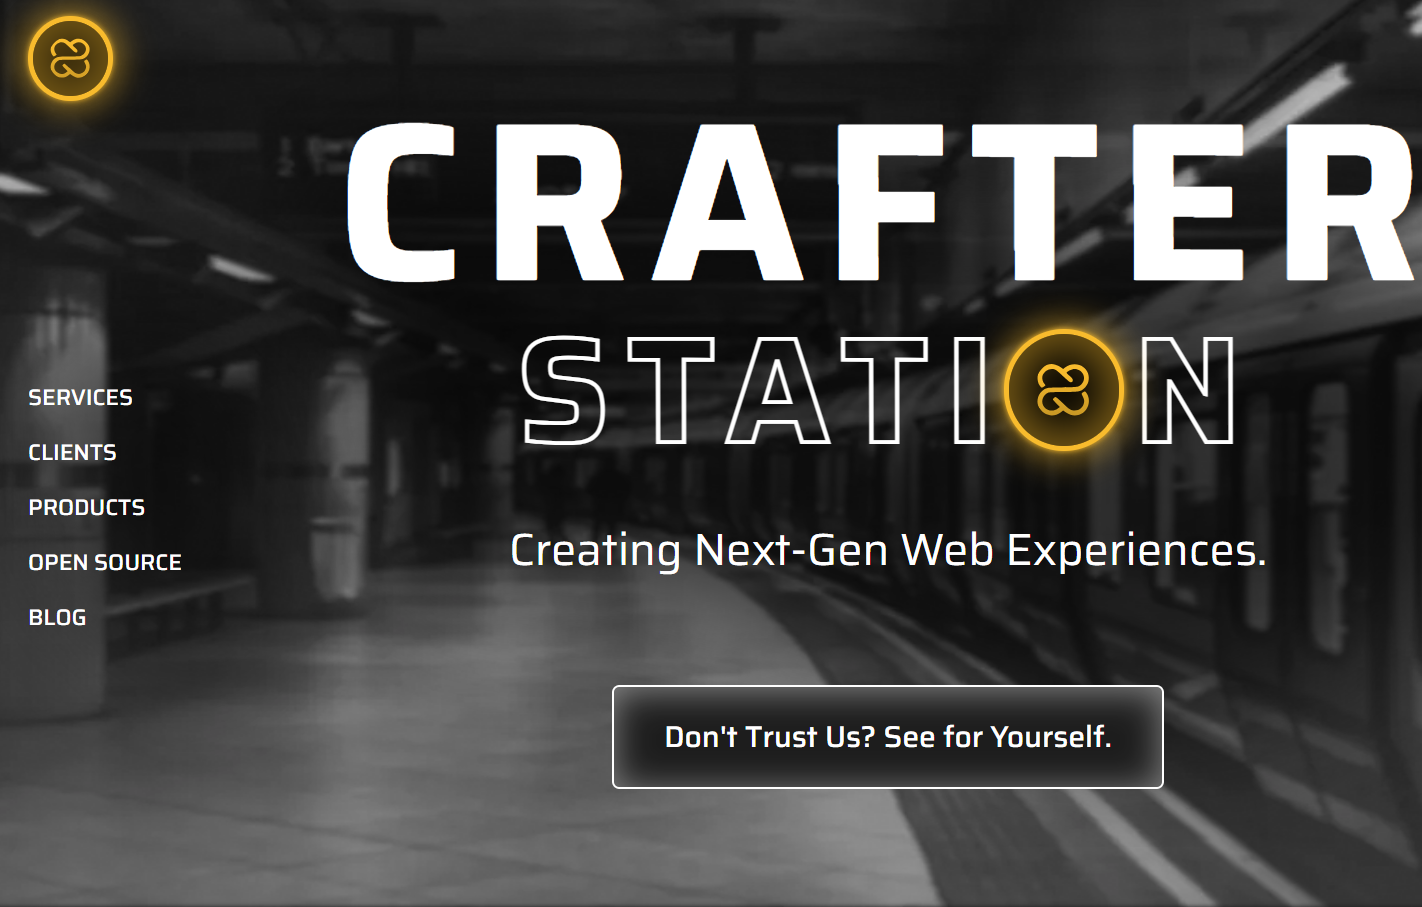 CRAFTER
STATION
SERVICES
CLIENTS
PRODUCTS
OPEN SOURCE
BLOG
Creating Next-Gen Web Experiences.
Don't Trust Us? See for Yourself.